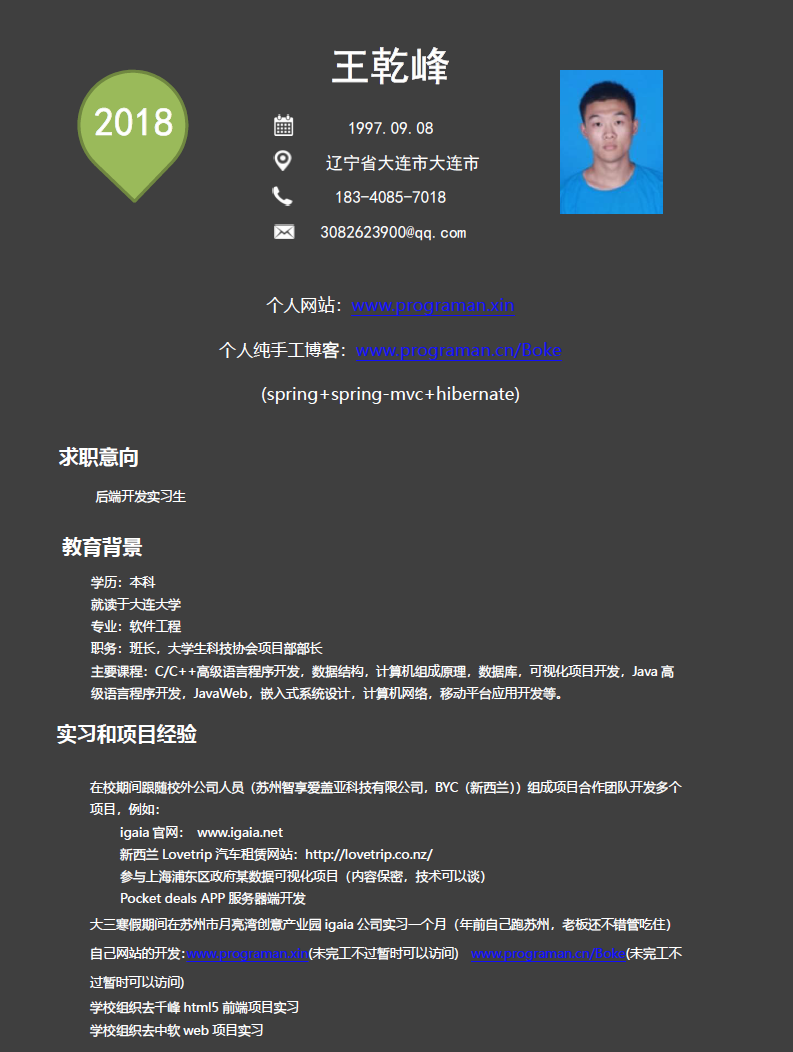 王乾峰
2018
1997.09.08
辽宁省大连市大连市
183-4085-7018
3082623900@qq.com
个人网站：www.programan.xin
个人纯手工博客：www.programan.cn/Boke
(spring+spring-mvc+hibernate)
求职意向
后端开发实习生
教育背景
学历：本科
就读于大连大学
专业：软件工程
职务：班长，大学生科技协会项目部部长
主要课程：C/C++高级语言程序开发，数据结构，计算机组成原理，数据库，可视化项目开发，Java 高
级语言程序开发，JavaWeb，嵌入式系统设计，计算机网络，移动平台应用开发等。
实习和项目经验
在校期间跟随校外公司人员（苏州智享爱盖亚科技有限公司，BYC（新西兰））组成项目合作团队开发多个
项目，例如：
igaia 官网： www.igaia.net
新西兰 Lovetrip 汽车租赁网站：http://lovetrip.co.nz/
参与上海浦东区政府某数据可视化项目（内容保密，技术可以谈）
Pocket deals APP 服务器端开发
大三寒假期间在苏州市月亮湾创意产业园 igaia 公司实习一个月（年前自己跑苏州，老板还不错管吃住）
自己网站的开发:www.programan.xin(未完工不过暂时可以访问) www.programan.cn/Boke(未完工不
过暂时可以访问)
学校组织去千峰 html5 前端项目实习
学校组织去中软 web 项目实习